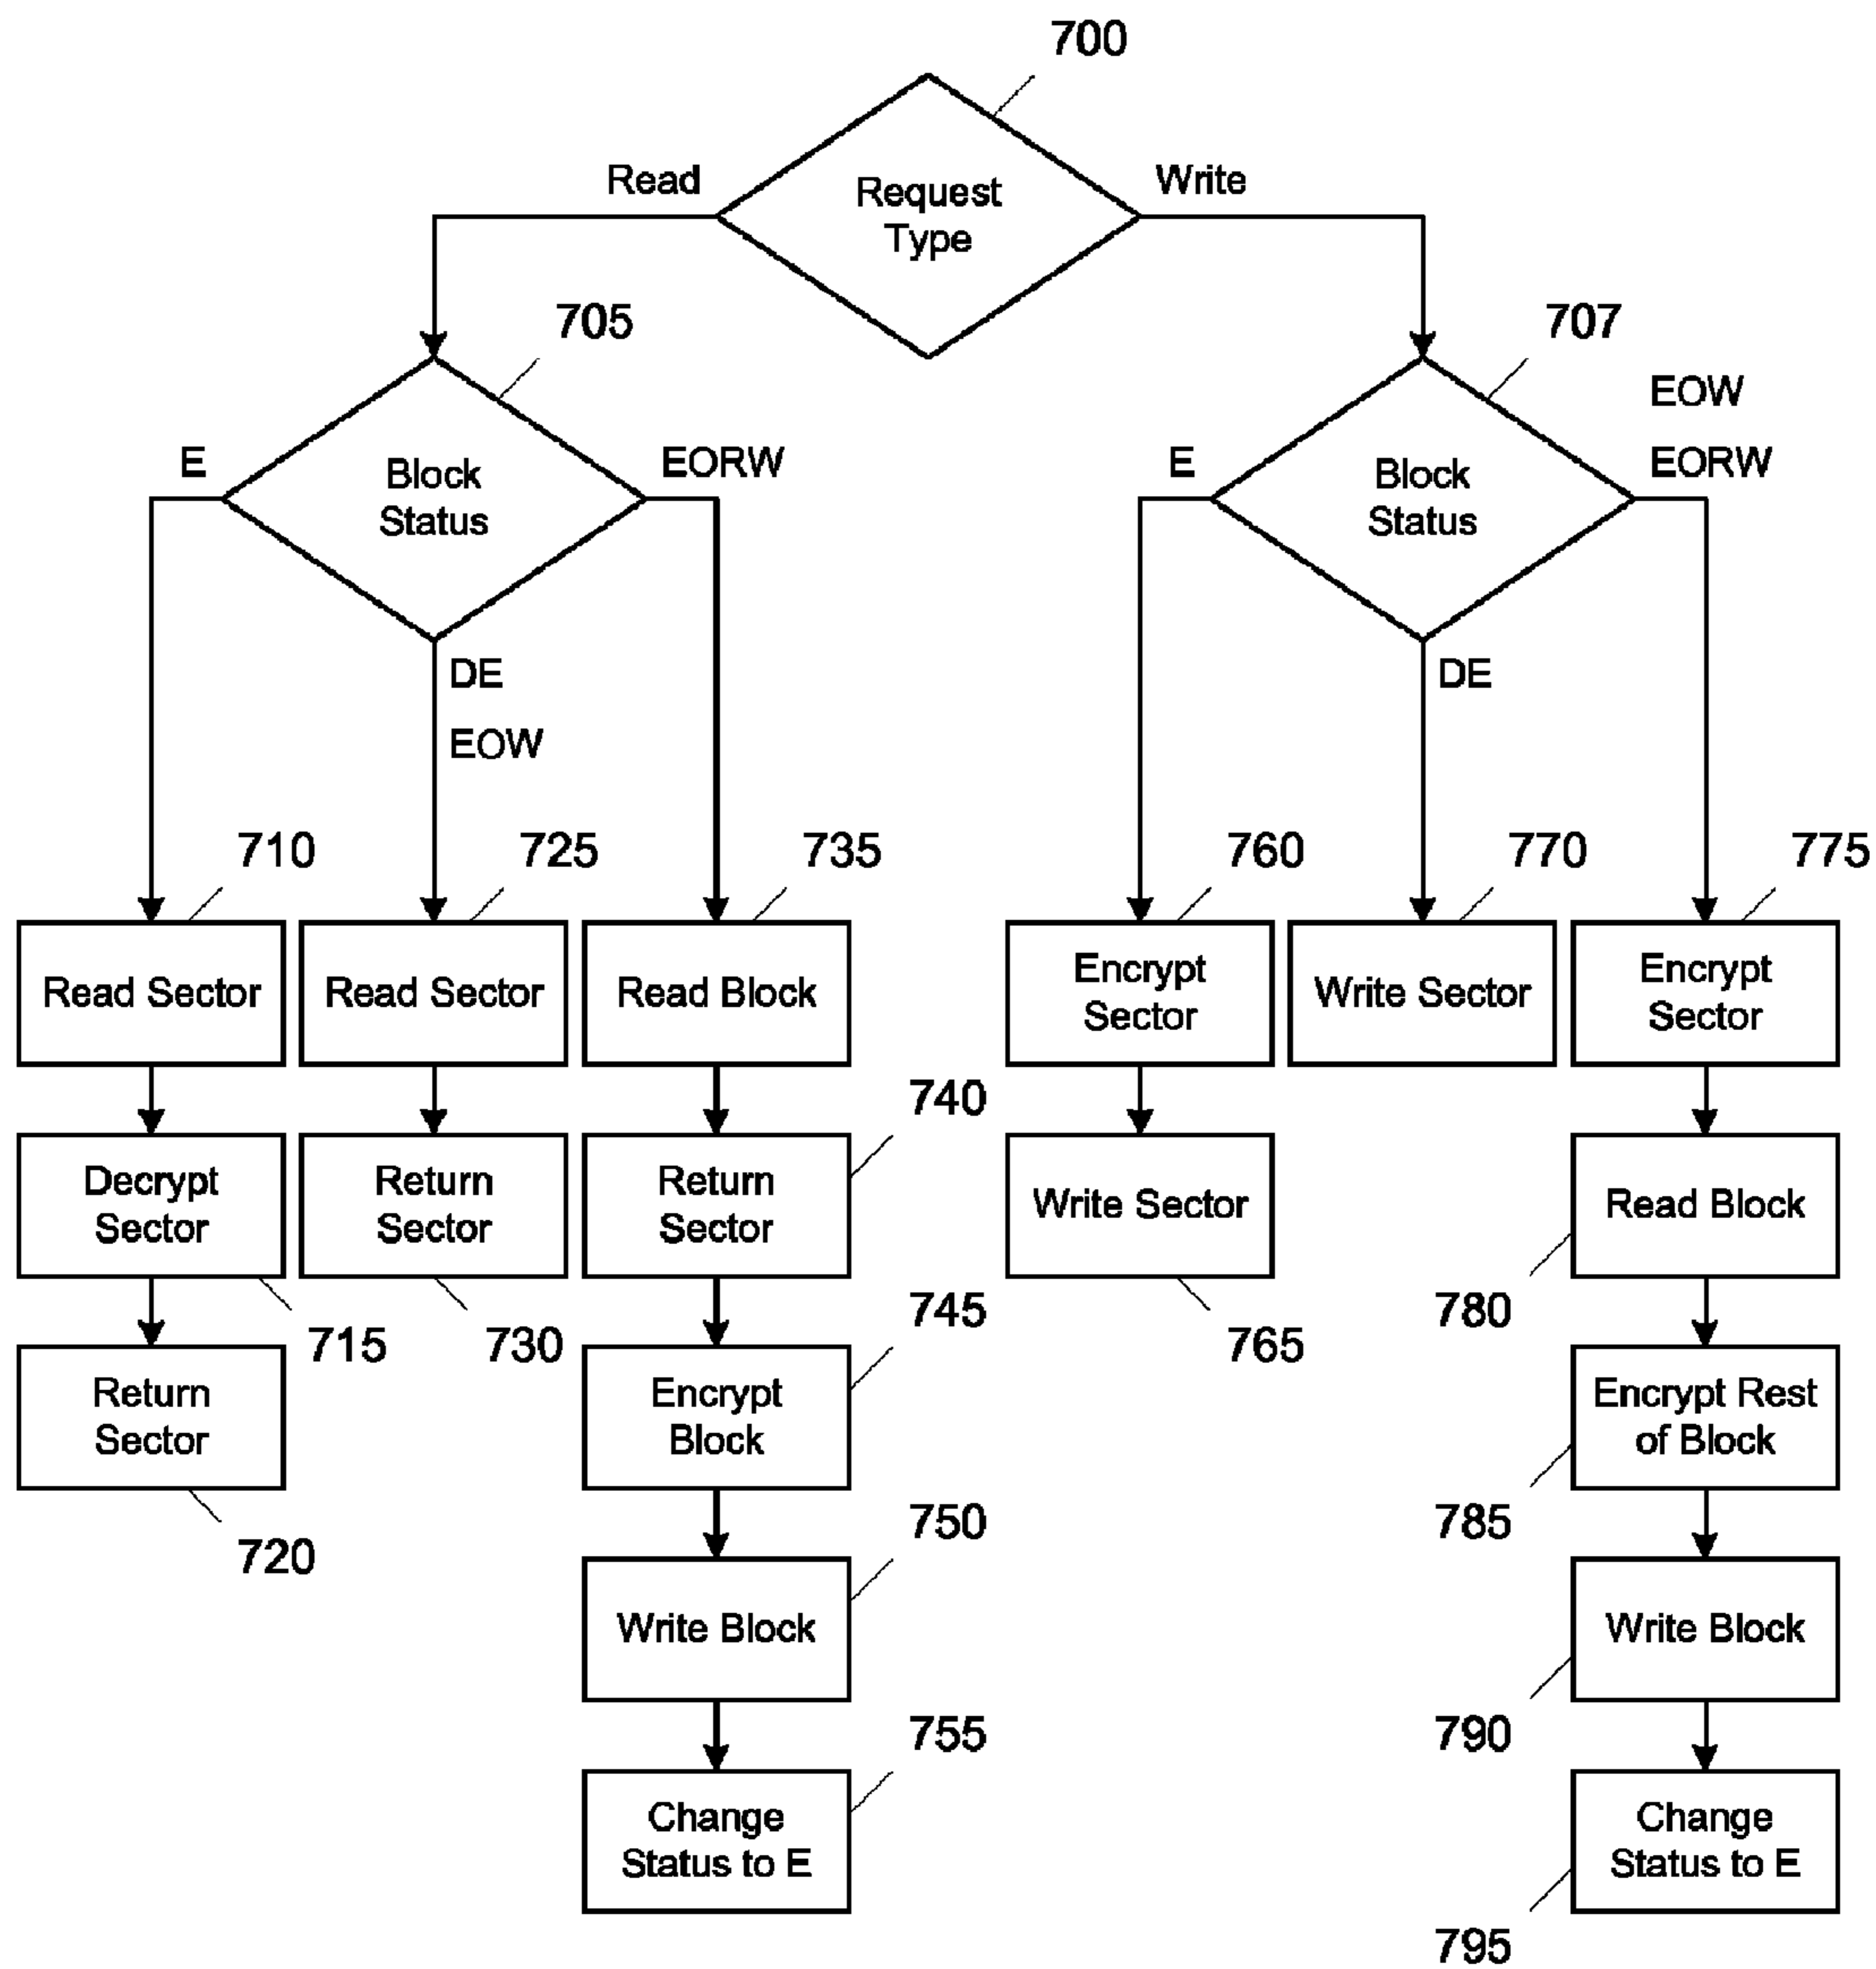 700
Read
Request
Type
Write
705
707
E
Block
Status
EORW
DE
EOW
E
Block
Status
EOW
EORW
DE
710
725
735
760
770
775
Read Sector
Read Sector
Read Block
Encrypt
Sector
Write Sector
Encrypt
Sector
740
Decrypt
Sector
Return
Sector
Return
Sector
Write Sector
Read Block
715
730
745
765
780
Return
Sector
Encrypt
Block
Encrypt Rest
of Block
720
750
785
Write Block
Write Block
755
790
Change
Status to E
Change
Status to E
795